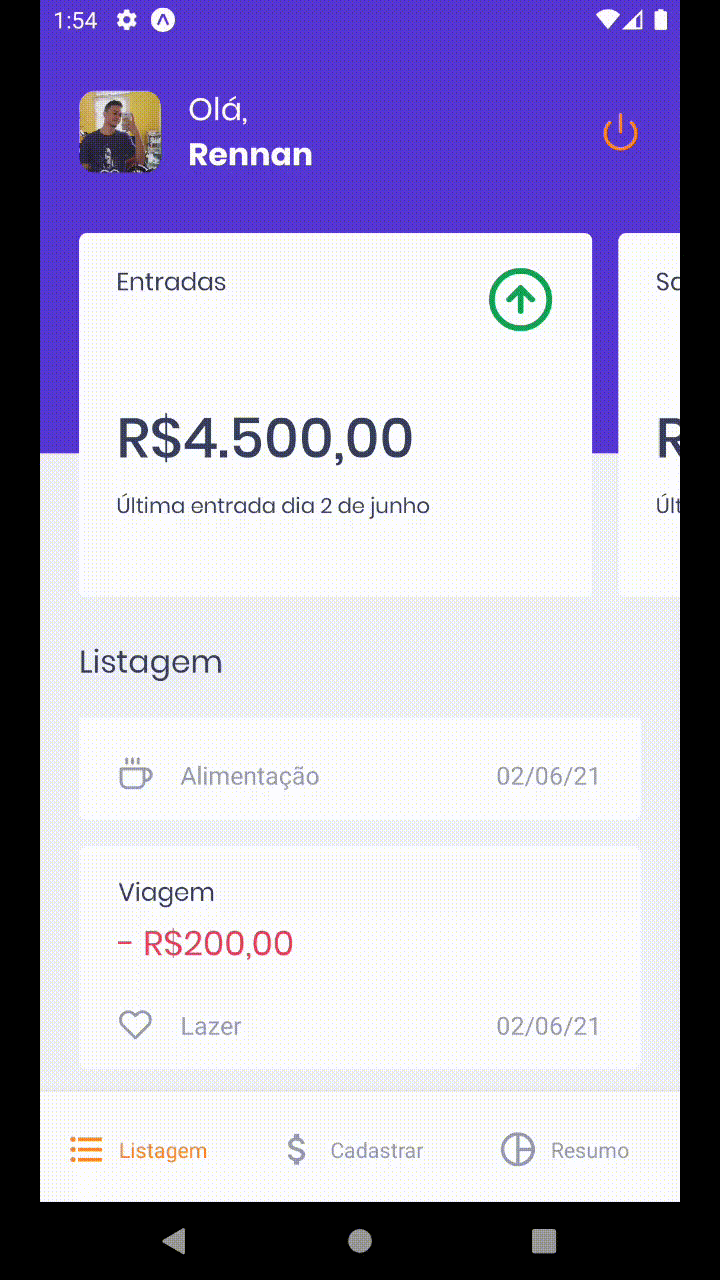 1:54
Olá,
Rennan
Entradas
R$4.500,00
R
Última entrada dia 2 de junho
Últ
Listagem
Alimentação 02/06/21
Viagem
- R$200,00
Lazer 02/06/21
Listagem Cadastrar Resumo